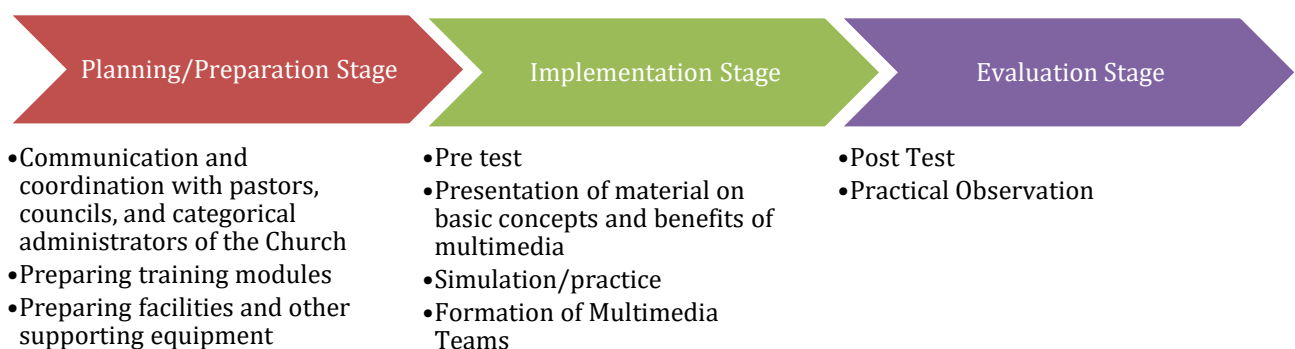 Planning/Preparation Stage
•Communication and
coordination with pastors,
councils, and categorical
administrators of the Church
•Preparing training modules
•Preparing facilities and other
supporting equipment
Implementation Stage
•Pre test
•Presentation of material on
basic concepts and benefits of
multimedia
•Simulation/practice
•Formation of Multimedia
Teams
Evaluation Stage
•Post Test
•Practical Observation